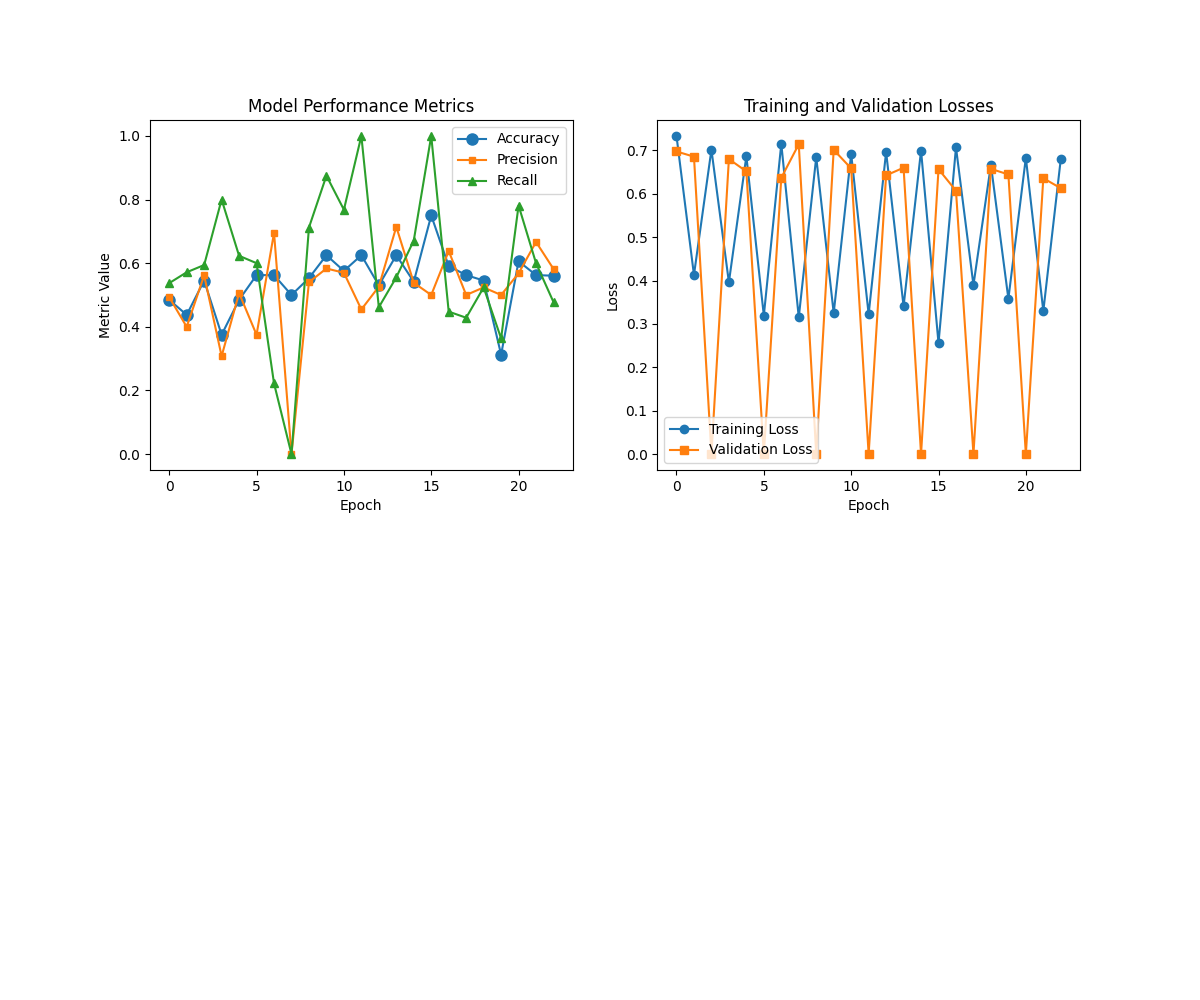 Model Performance Metrics
Metric Value
1.0
0.8
0.6
0.4
0.2
0.0
0 5 10 15 20
Epoch
Accuracy
Precision
Recall
Training and Validation Losses
Loss
0.7
0.6
0.5
0.4
0.3
0.2
0.1
0.0
0 5 10 15 20
Epoch
Training Loss
Validation Loss